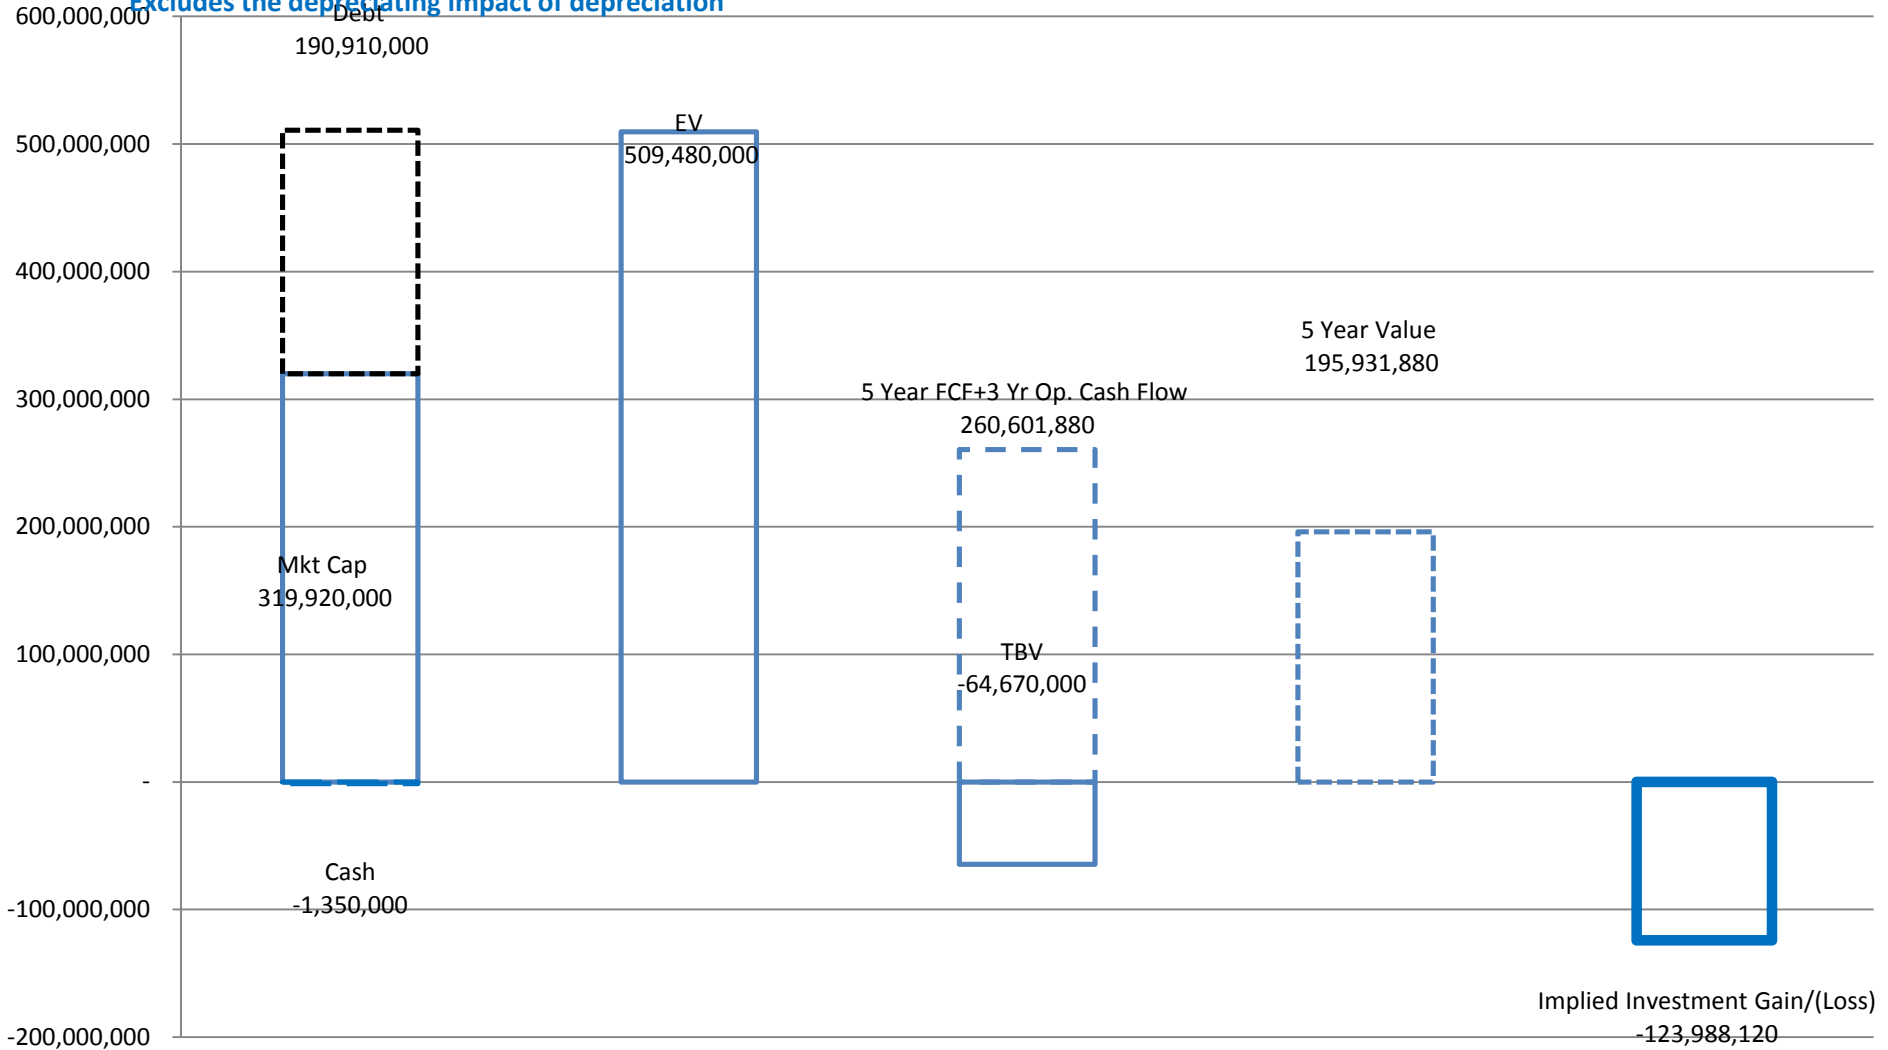 Excludes the depreciating impact of depreciation
600,000,000
500,000,000
400,000,000
300,000,000
200,000,000
100,000,000
-
-100,000,000
-200,000,000
Debt
190,910,000
Mkt Cap
319,920,000
Cash
-1,350,000
EV
509,480,000
5 Year FCF+3 Yr Op. Cash Flow
260,601,880
TBV
-64,670,000
5 Year Value
195,931,880
Implied Investment Gain/(Loss)
-123,988,120